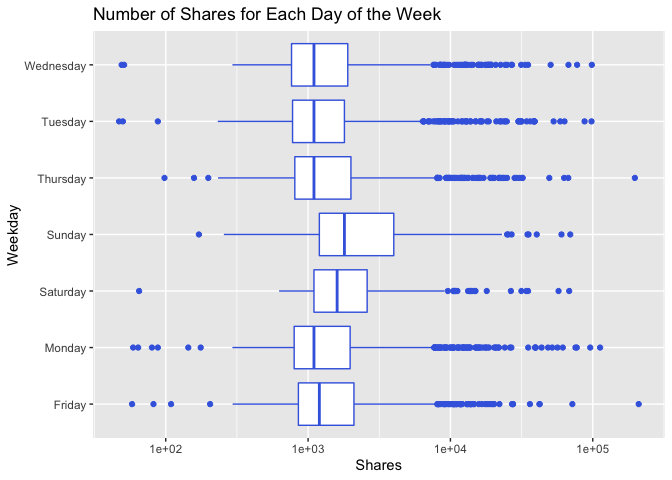 Number of Shares for Each Day of the Week
Weekday
Wednesday
Tuesday
Thursday
Sunday
Saturday
Monday
Friday
1e+02 1e+03 1e+04 1e+05
Shares